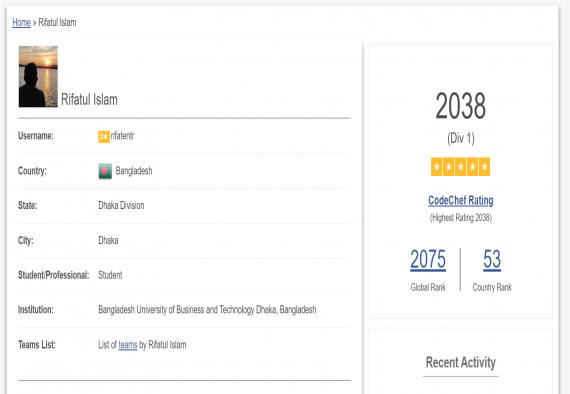 Home » Rifatul Islam
Rifatul Islam
Username: 5★ rifatentr
Country: Bangladesh
State: Dhaka Division
City: Dhaka
Student/Professional: Student
Institution: Bangladesh University of Business and Technology Dhaka, Bangladesh
Teams List: List of teams by Rifatul Islam
2038
(Div 1)
★★★★★
CodeChef Rating
(Highest Rating 2038)
2075 53
Global Rank Country Rank
Recent Activity